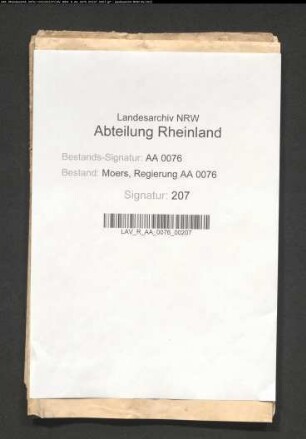 Landesarchiv NRW
Abteilung Rheinland
Bestands-Signatur: AA 0076
Bestand: Moers, Regierung AA 0076
Signatur: 207
LAV_R_AA_0076_00207